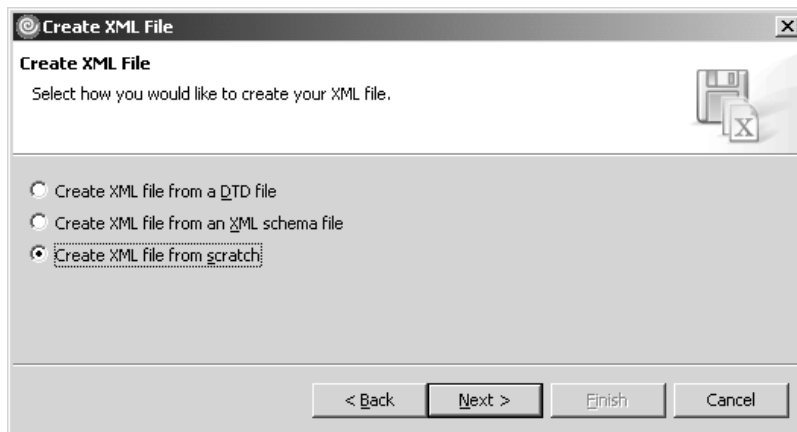 Create XML File
Create XML File
Select how you would like to create your XML file.
X
Create XML file from a DTD file
Create XML file from an XML schema file
Create XML file from scratch
< Back Next > Finish Cancel